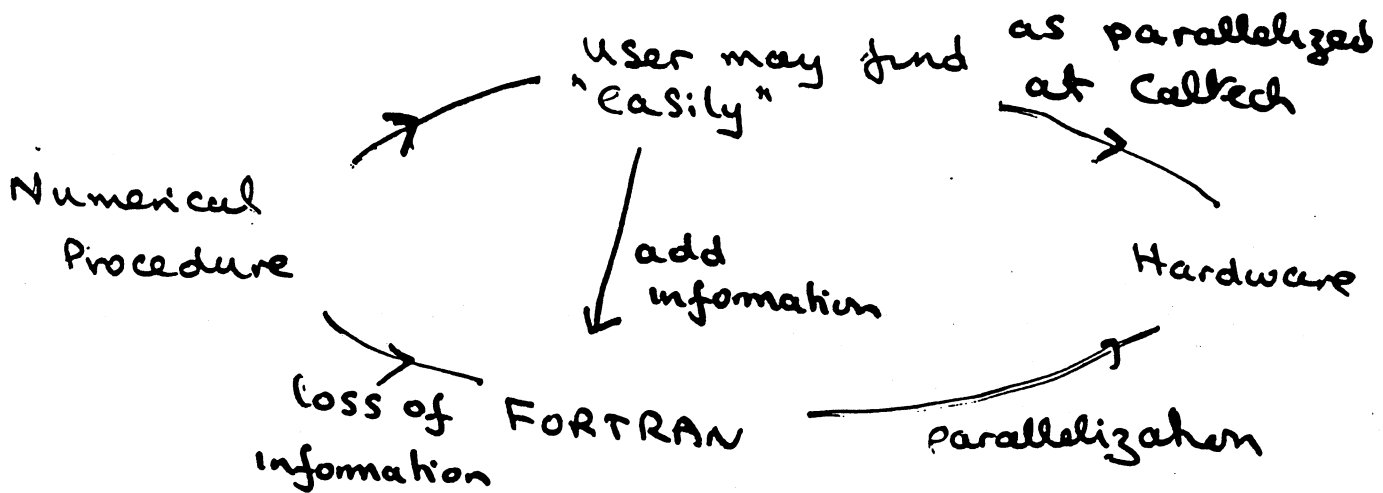 user may find
"easily"
as parallelized
at Caltech
Numerical
Procedure
add
information
Hardware
loss of
information
FORTRAN
parallelization